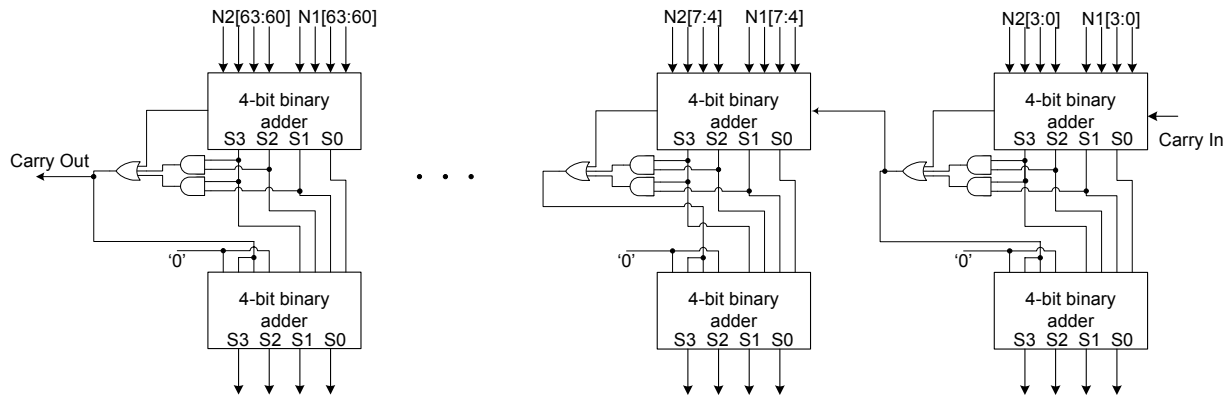 N2[63:60] N1[63:60]
N2[7:4] N1[7:4]
N2[3:0] N1[3:0]
4-bit binary
adder
S3 S2 S1 S0
4-bit binary
adder
S3 S2 S1 S0
4-bit binary
adder
S3 S2 S1 S0
Carry In
Carry Out
. . .
'0'
'0'
'0'
4-bit binary
adder
S3 S2 S1 S0
4-bit binary
adder
S3 S2 S1 S0
4-bit binary
adder
S3 S2 S1 S0